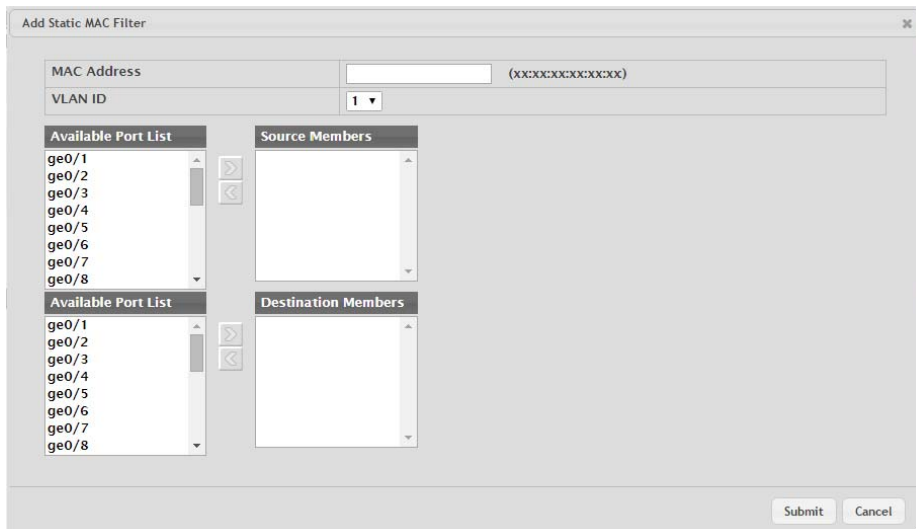 Add Static MAC Filter
MAC Address (xx:xx:xx:xx:xx:xx)
VLAN ID 1
Available Port List Source Members
ge0/1
ge0/2
ge0/3
ge0/4
ge0/5
ge0/6
ge0/7
ge0/8
Available Port List Destination Members
ge0/1
ge0/2
ge0/3
ge0/4
ge0/5
ge0/6
ge0/7
ge0/8
Submit Cancel